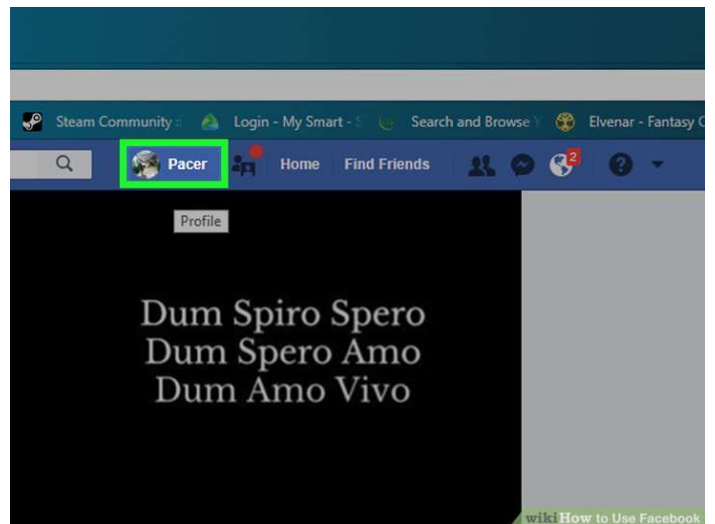 Steam Community :: Login - My Smart - S Search and Browse Y Elvenar - Fantasy C
Pacer Home Find Friends 2
Profile
Dum Spiro Spero
Dum Spero Amo
Dum Amo Vivo
wikiHow to Use Facebook